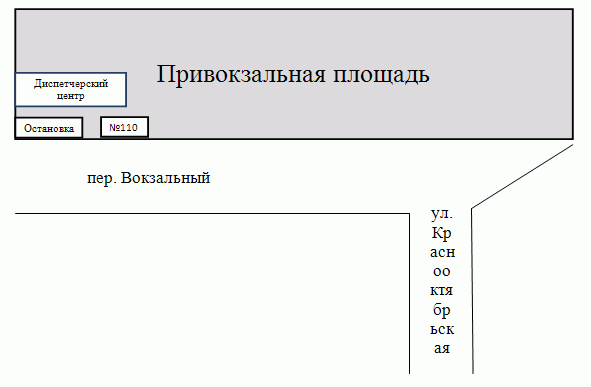 Привокзальная площадь
Диспетчерский
центр
Остановка
№110
пер. Вокзальный
ул.
Кр
асн
оо
ктя
бр
ьск
ая